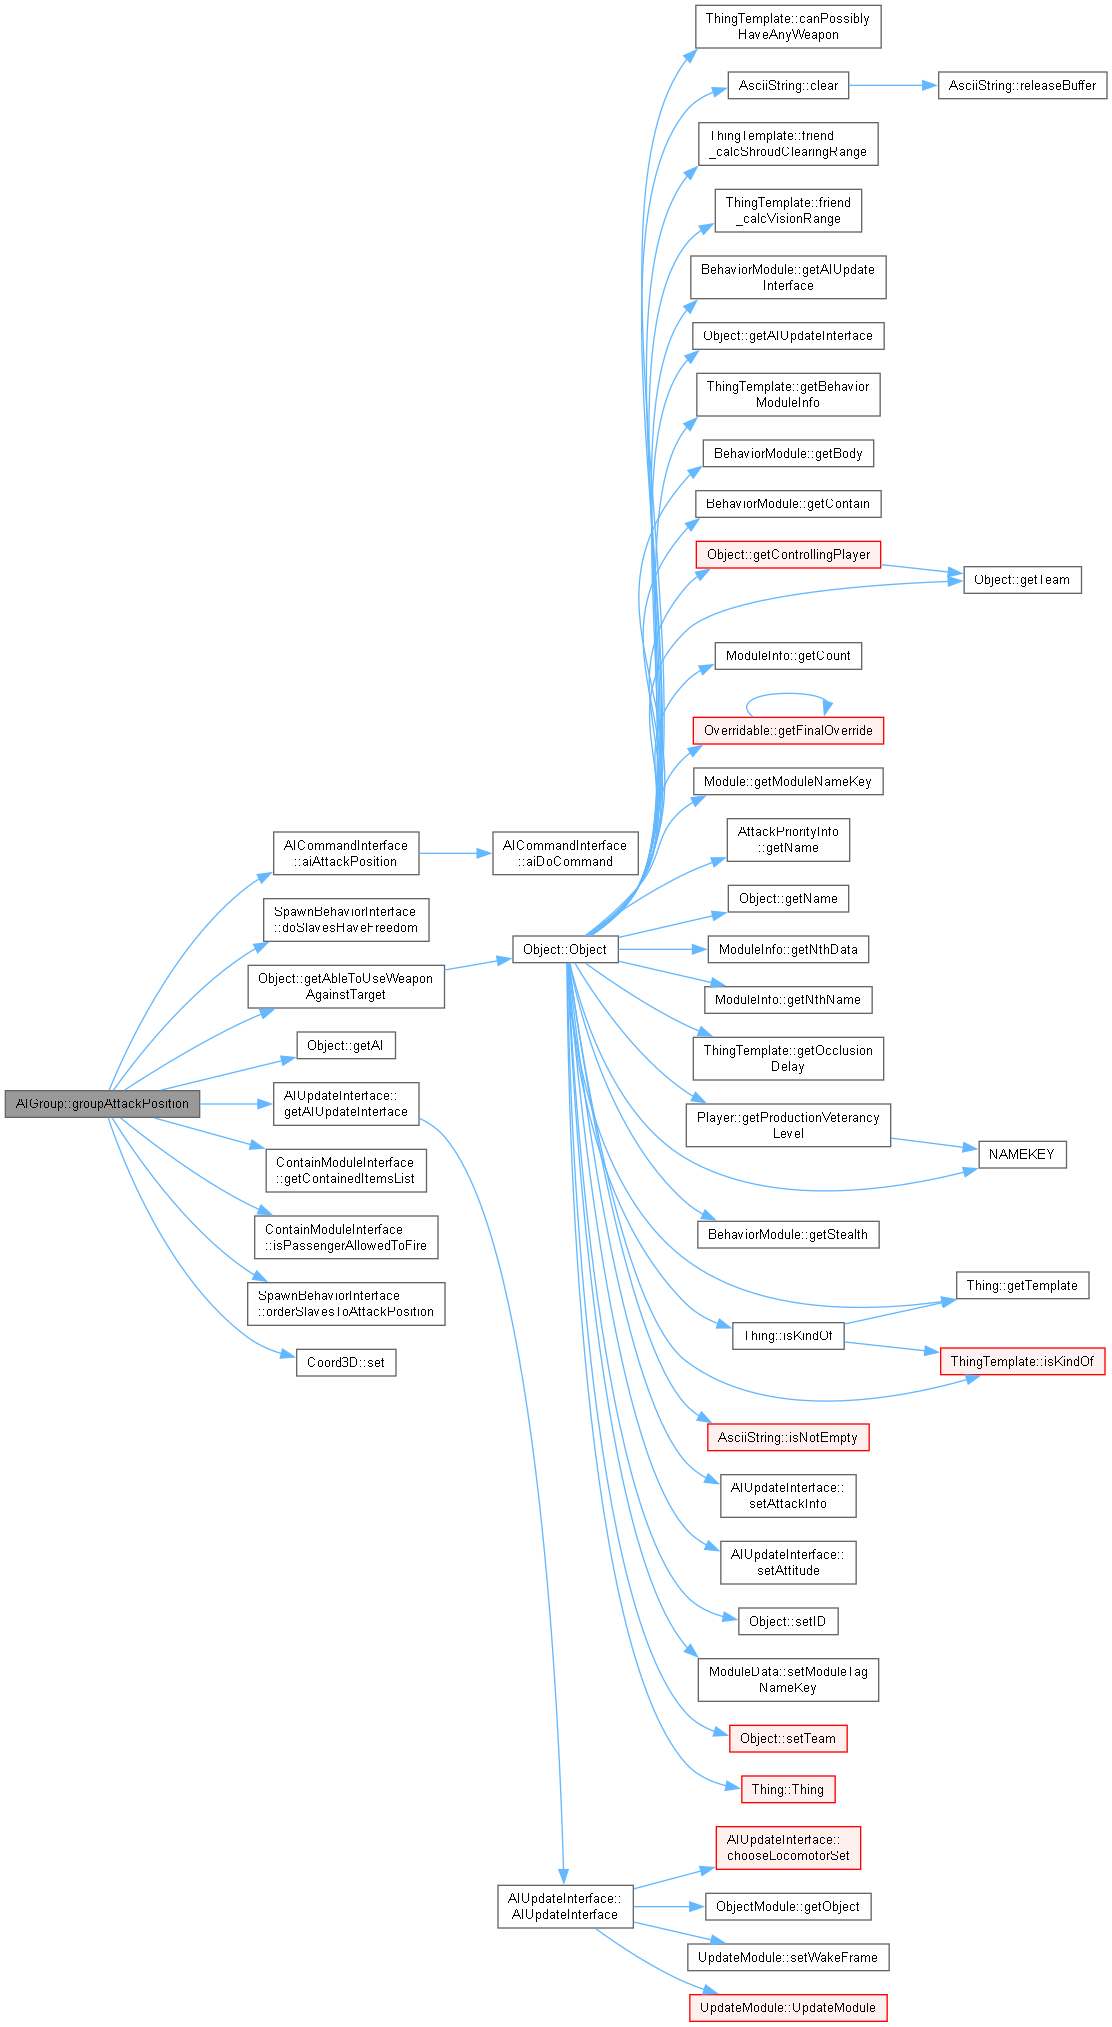 ThingTemplate::canPossibly
HaveAnyWeapon
AsciiString::clear
AsciiString::releaseBuffer
ThingTemplate::friend
_calcShroudClearingRange
ThingTemplate::friend
_calcVisionRange
BehaviorModule::getAIUpdate
Interface
Object::getAIUpdateInterface
ThingTemplate::getBehavior
ModuleInfo
BehaviorModule::getBody
BehaviorModule::getContain
Object::getControllingPlayer
Object::getTeam
ModuleInfo::getCount
Overridable::getFinalOverride
Module::getModuleNameKey
AICommandInterface
::aiAttackPosition
AICommandInterface
::aiDoCommand
AttackPriorityInfo
::getName
SpawnBehaviorInterface
::doSlavesHaveFreedom
Object::getName
Object::getAbleToUseWeapon
AgainstTarget
Object::Object
ModuleInfo::getNthData
ModuleInfo::getNthName
Object::getAI
ThingTemplate::getOcclusion
Delay
AIGroup::groupAttackPosition
AIUpdateInterface::
getAIUpdateInterface
Player::getProductionVeterancy
Level
NAMEKEY
ContainModuleInterface
::getContainedItemsList
ContainModuleInterface
::isPassengerAllowedToFire
BehaviorModule::getStealth
SpawnBehaviorInterface
::orderSlavesToAttackPosition
Thing::getTemplate
Thing::isKindOf
Coord3D::set
ThingTemplate::isKindOf
AsciiString::isNotEmpty
AIUpdateInterface::
setAttackInfo
AIUpdateInterface::
setAttitude
Object::setID
ModuleData::setModuleTag
NameKey
Object::setTeam
Thing::Thing
AIUpdateInterface::
chooseLocomotorSet
AIUpdateInterface::
AIUpdateInterface
ObjectModule::getObject
UpdateModule::setWakeFrame
UpdateModule::UpdateModule